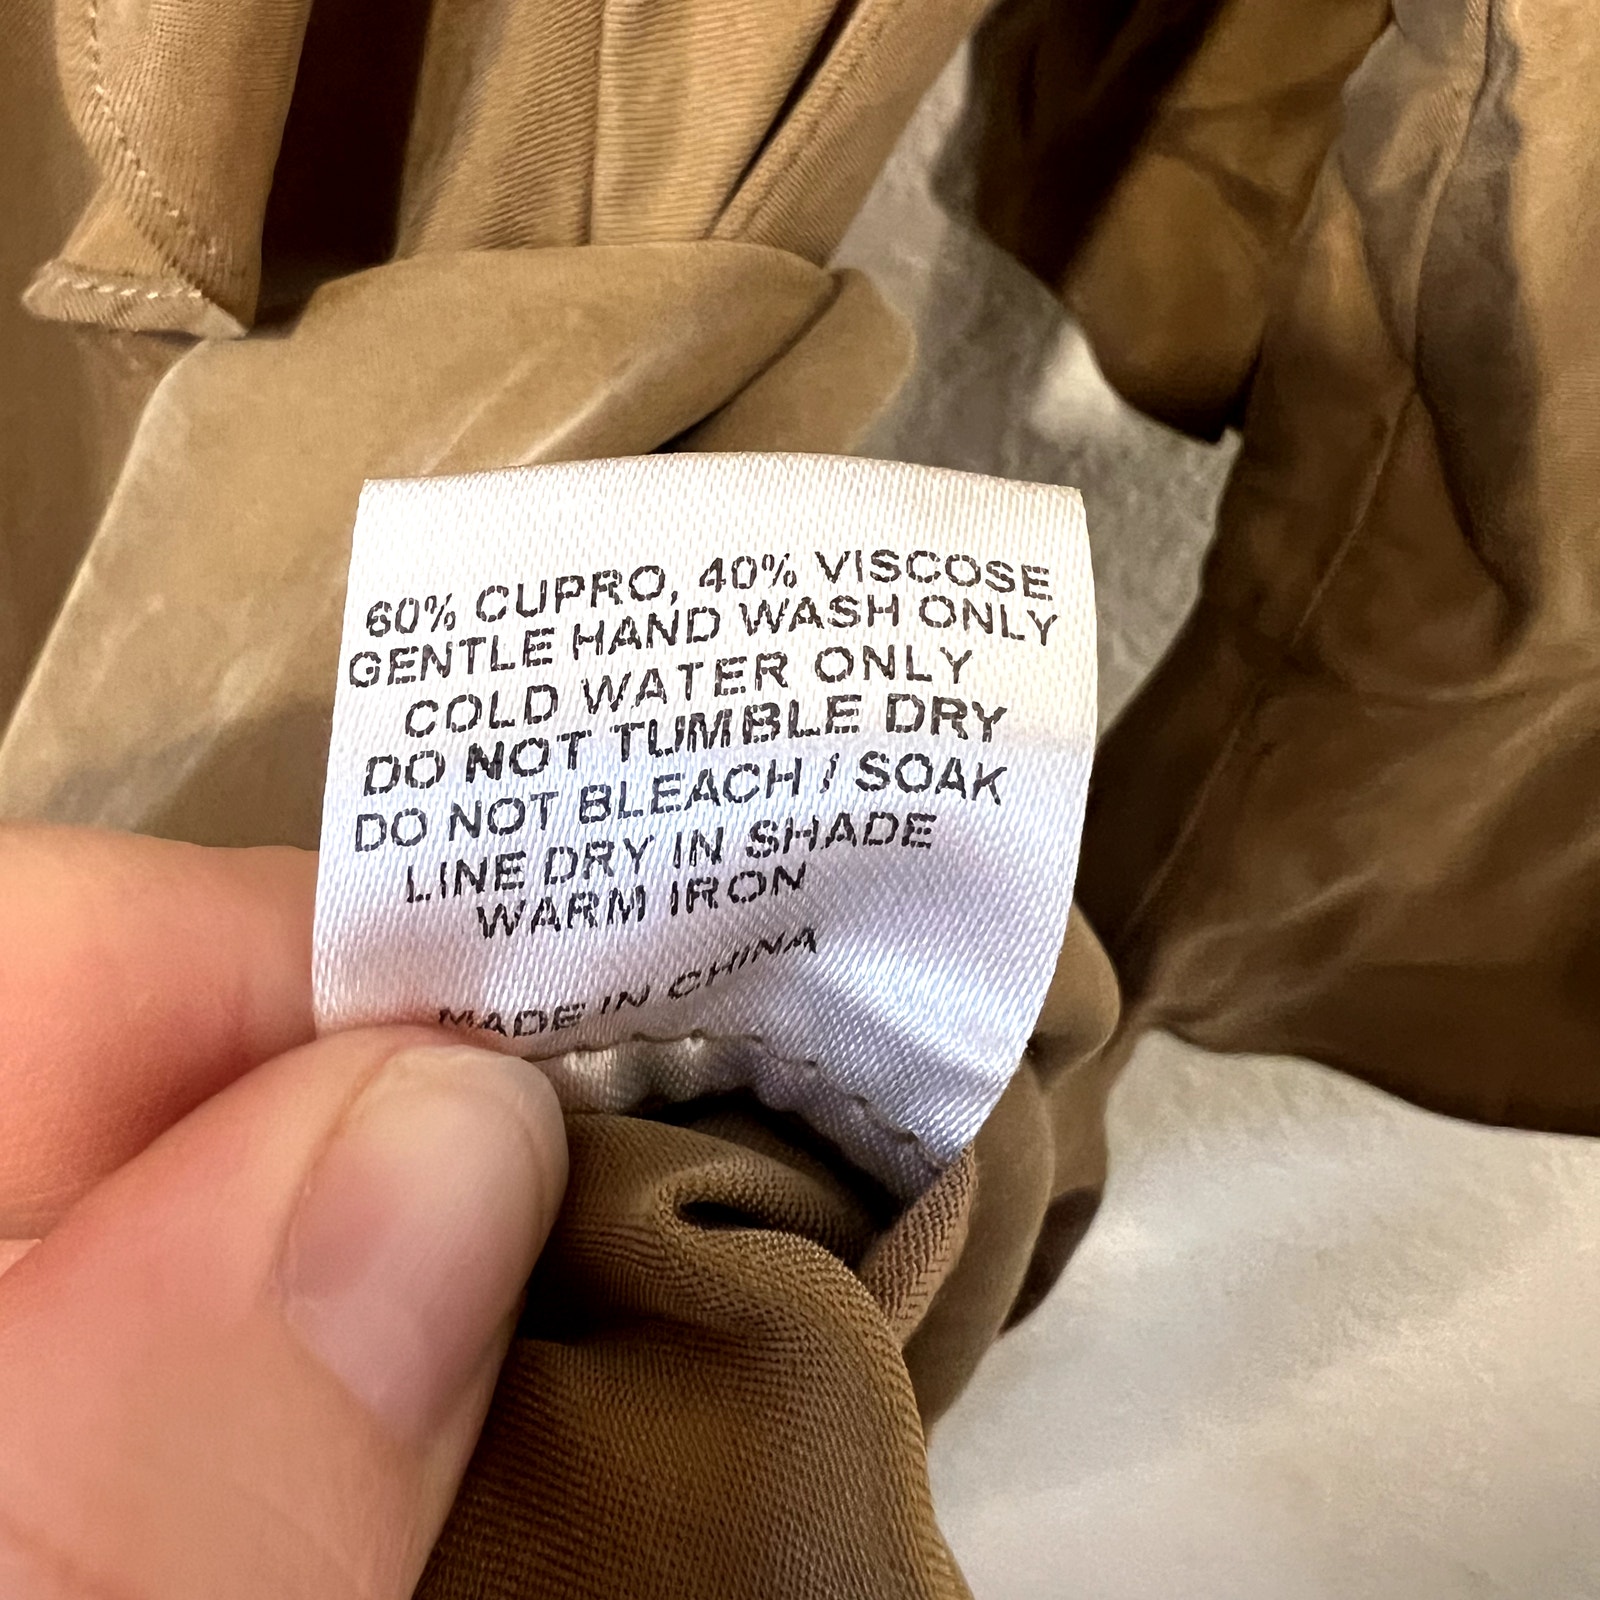 60% CUPRO, 40% VISCOSE
GENTLE HAND WASH ONLY
COLD WATER ONLY
DO NOT TUMBLE DRY
DO NOT BLEACH / SOAK
LINE DRY IN SHADE
WARM IRON
MADE IN CHINA